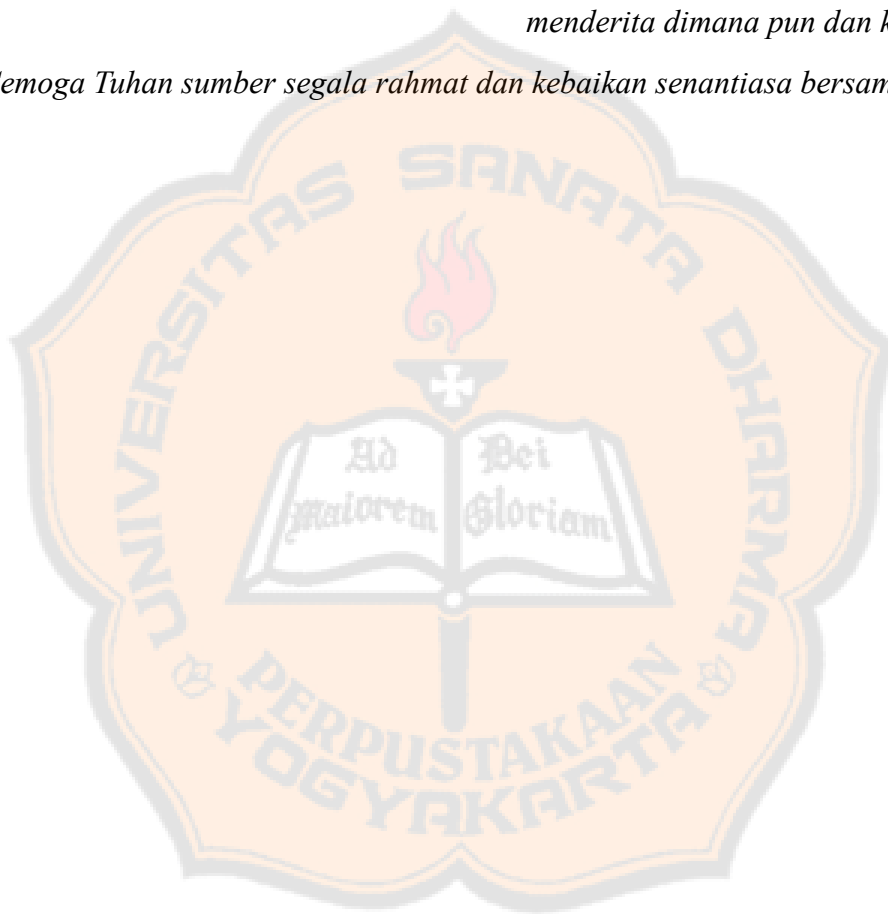 menderita dimana pun dan
emoga Tuhan sumber segala rahmat dan kebaikan senantiasa bersam
UNIVERSITAS SANATA DHARMA
Ad Dei
Maiorem Gloriam
PERPUSTAKAAN
YOGYAKARTA